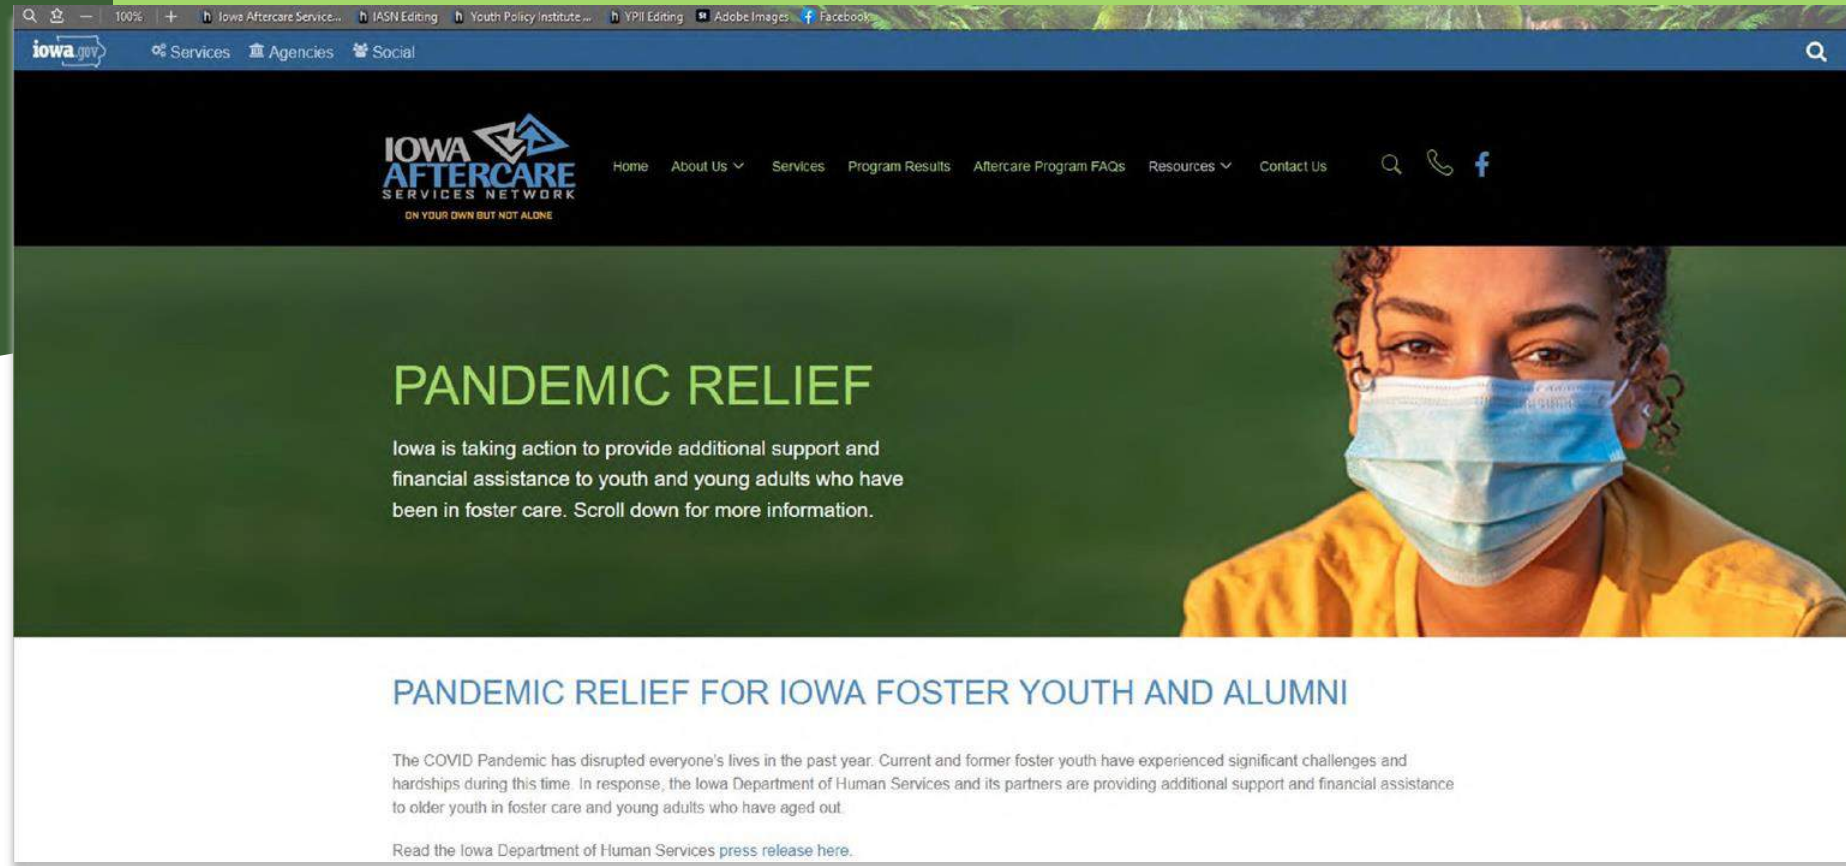 100%
Iowa Aftercare Service...
IASN Editing
Youth Policy Institute ...
YPII Editing
Adobe Images
Facebook
iowa.gov
Services
Agencies
Social
IOWA
AFTERCARE
SERVICES NETWORK
ON YOUR OWN BUT NOT ALONE
Home
About Us
Services
Program Results
Aftercare Program FAQs
Resources
Contact Us
PANDEMIC RELIEF
Iowa is taking action to provide additional support and
financial assistance to youth and young adults who have
been in foster care. Scroll down for more information.
PANDEMIC RELIEF FOR IOWA FOSTER YOUTH AND ALUMNI
The COVID Pandemic has disrupted everyone's lives in the past year. Current and former foster youth have experienced significant challenges and
hardships during this time. In response, the Iowa Department of Human Services and its partners are providing additional support and financial assistance
to older youth in foster care and young adults who have aged out.
Read the Iowa Department of Human Services press release here.